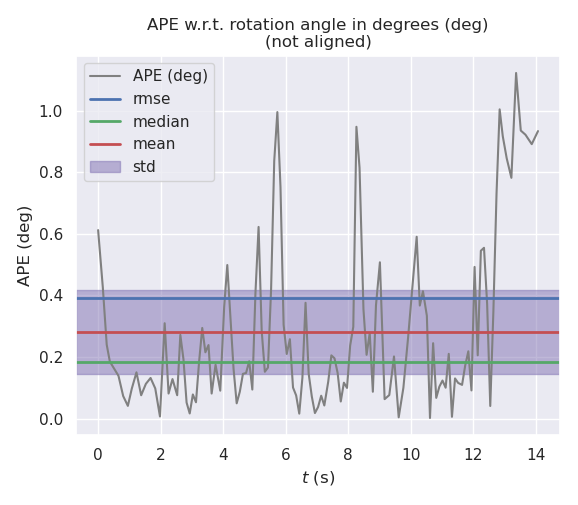 APE w.r.t. rotation angle in degrees (deg)
(not aligned)
APE (deg)
rmse
median
mean
std
APE (deg)
1.0
0.8
0.6
0.4
0.2
0.0
0 2 4 6 8 10 12 14
t (s)